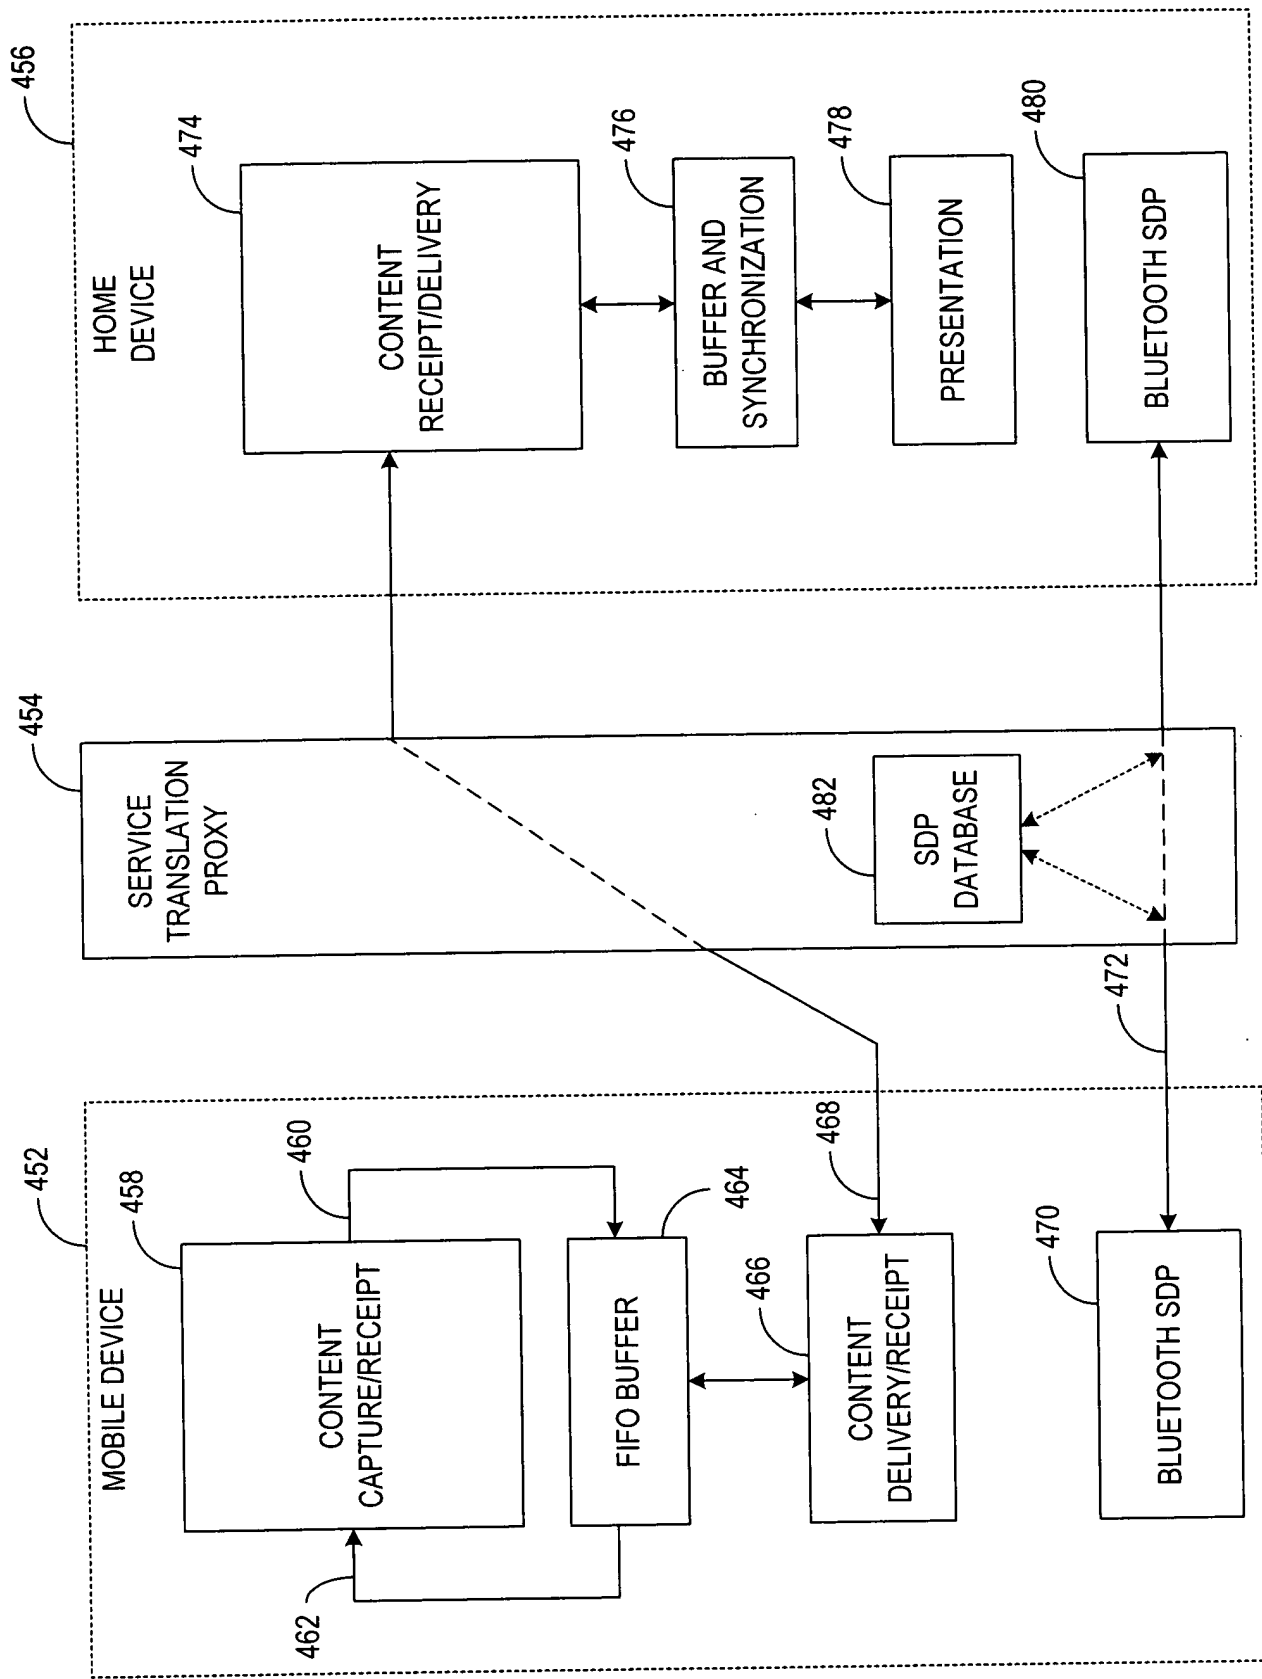 452
MOBILE DEVICE
458
CONTENT
CAPTURE/RECEIPT
460
462
FIFO BUFFER
464
466
CONTENT
DELIVERY/RECEIPT
468
470
BLUETOOTH SDP
472
454
SERVICE
TRANSLATION
PROXY
482
SDP
DATABASE
456
HOME
DEVICE
474
CONTENT
RECEIPT/DELIVERY
476
BUFFER AND
SYNCHRONIZATION
478
PRESENTATION
480
BLUETOOTH SDP